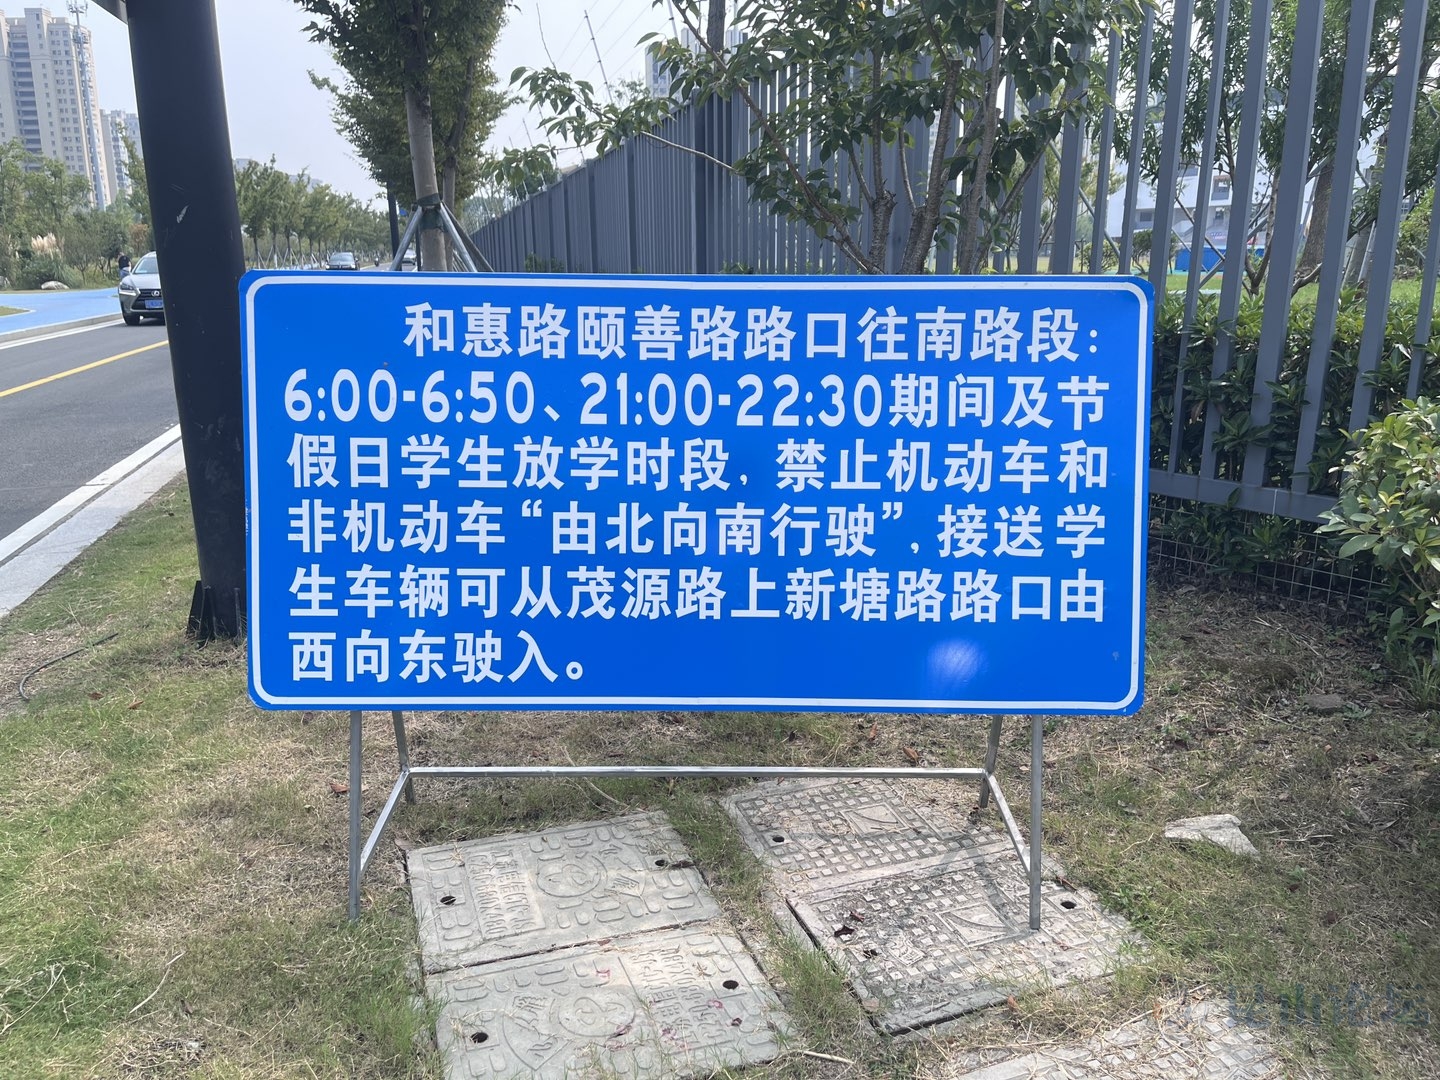 和惠路颐善路路口往南路段：
6:00-6:50、21:00-22:30期间及节
假日学生放学时段，禁止机动车和
非机动车“由北向南行驶”，接送学
生车辆可从茂源路上新塘路路口由
西向东驶入。